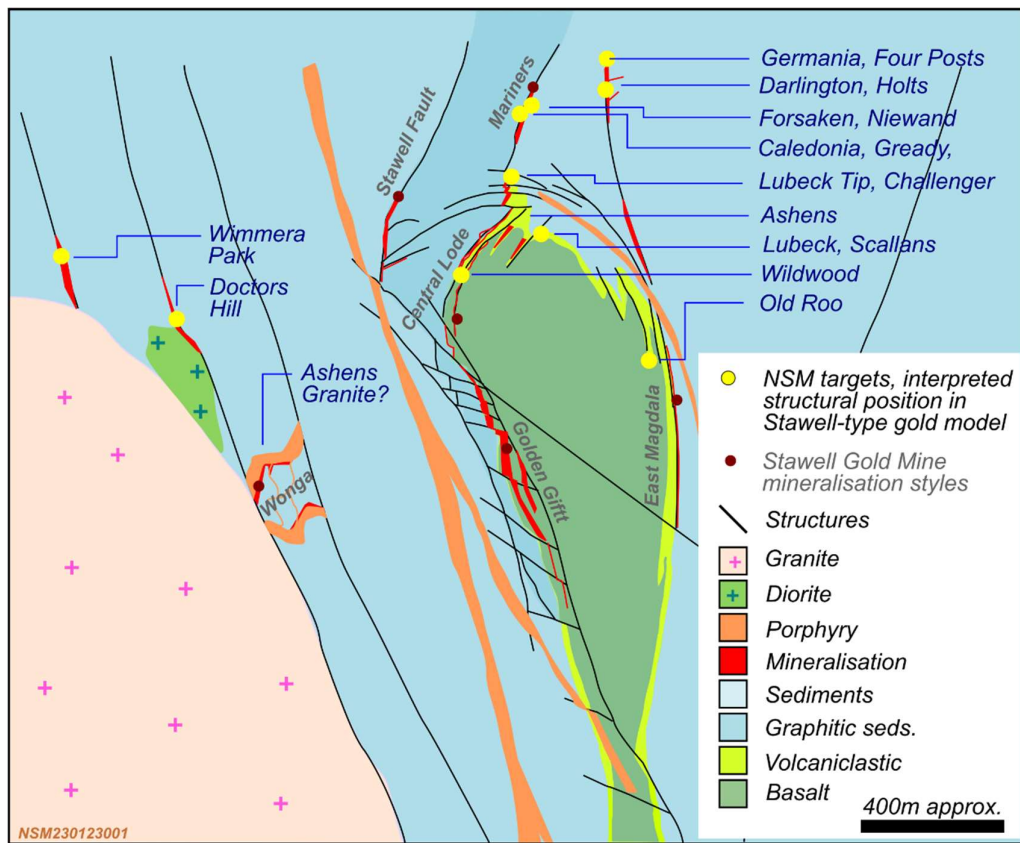 Germania, Four Posts
Darlington, Holts
Forsaken, Niewand
Caledonia, Gready,
Lubeck Tip, Challenger
Ashens
Lubeck, Scallans
Wildwood
Old Roo
Mariners
Stawell Fault
Wimmera
Park
Doctors
Hill
Central Lode
Ashens
Granite?
Wonga
Golden Giftt
East Magdala
NSM targets, interpreted
structural position in
Stawell-type gold model
Stawell Gold Mine
mineralisation styles
Structures
Granite
Diorite
Porphyry
Mineralisation
Sediments
Graphitic seds.
Volcaniclastic
Basalt
400m approx.
NSM230123001